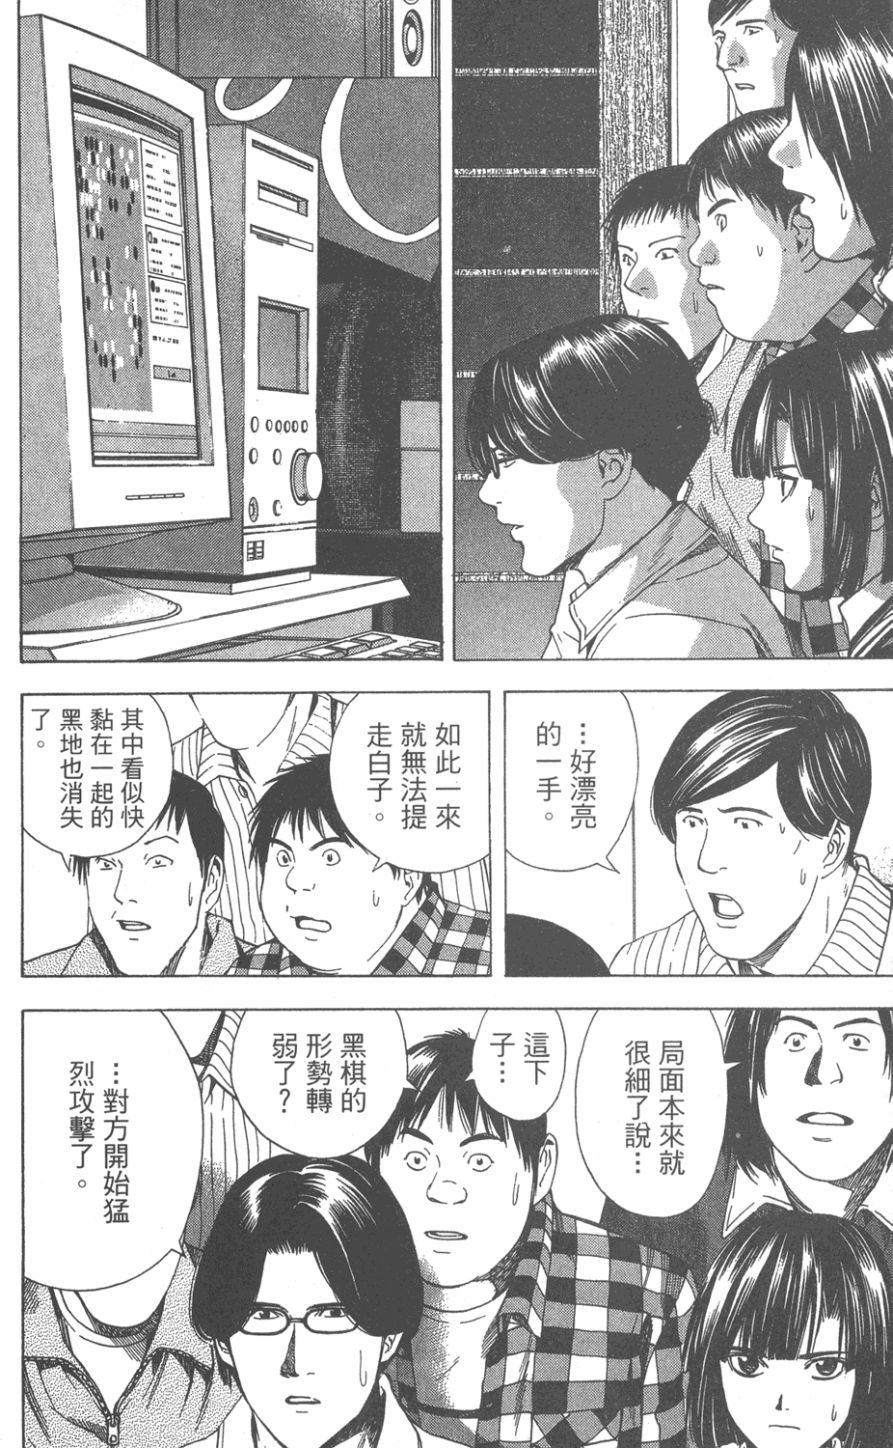 …好漂亮
的一手。
如此一來
就無法提
走白子。
其中看似快
黏在一起的
黑地也消失
了。
局面本來就
很細了說…
這下
子…
黑棋的
形勢轉
弱了?
…對方開始猛
烈攻擊了。